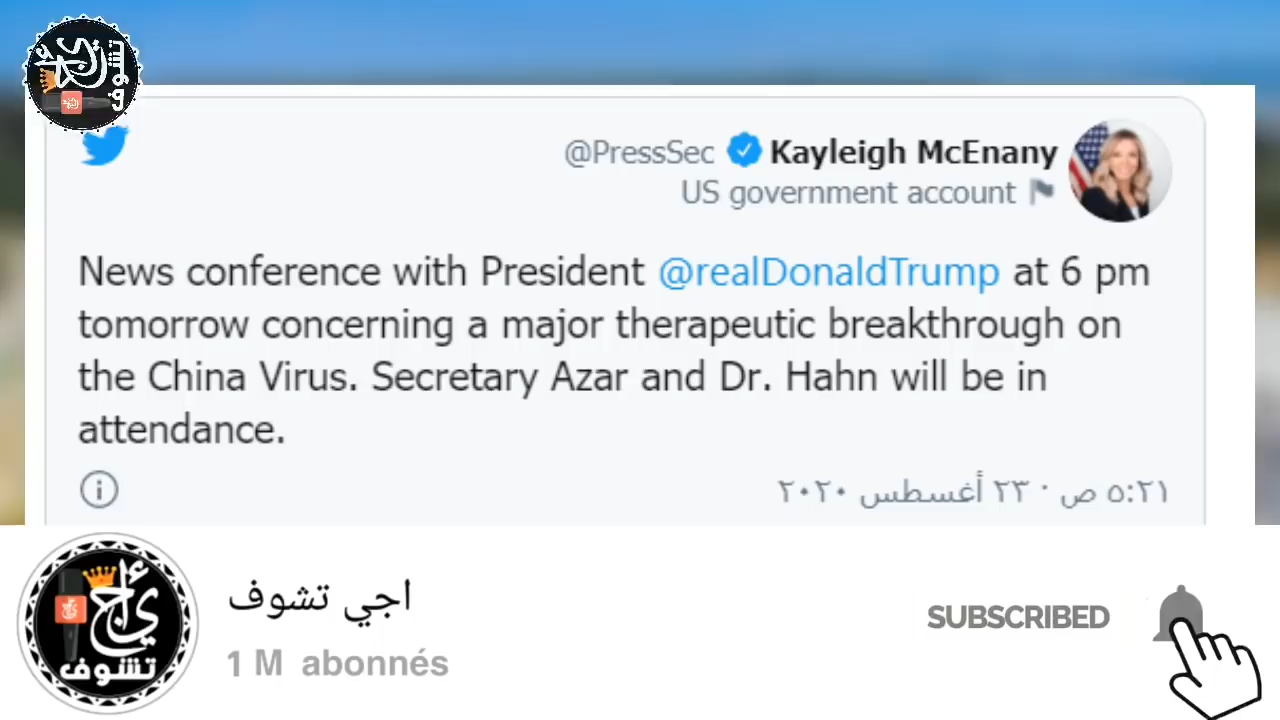 @PressSec Kayleigh McEnany
US government account
News conference with President @realDonaldTrump at 6 pm
tomorrow concerning a major therapeutic breakthrough on
the China Virus. Secretary Azar and Dr. Hahn will be in
attendance.
٥:٢١ ص · ٢٣ أغسطس ٢٠٢٠
أجي
تشوف
اجي تشوف
1 M abonnés
SUBSCRIBED